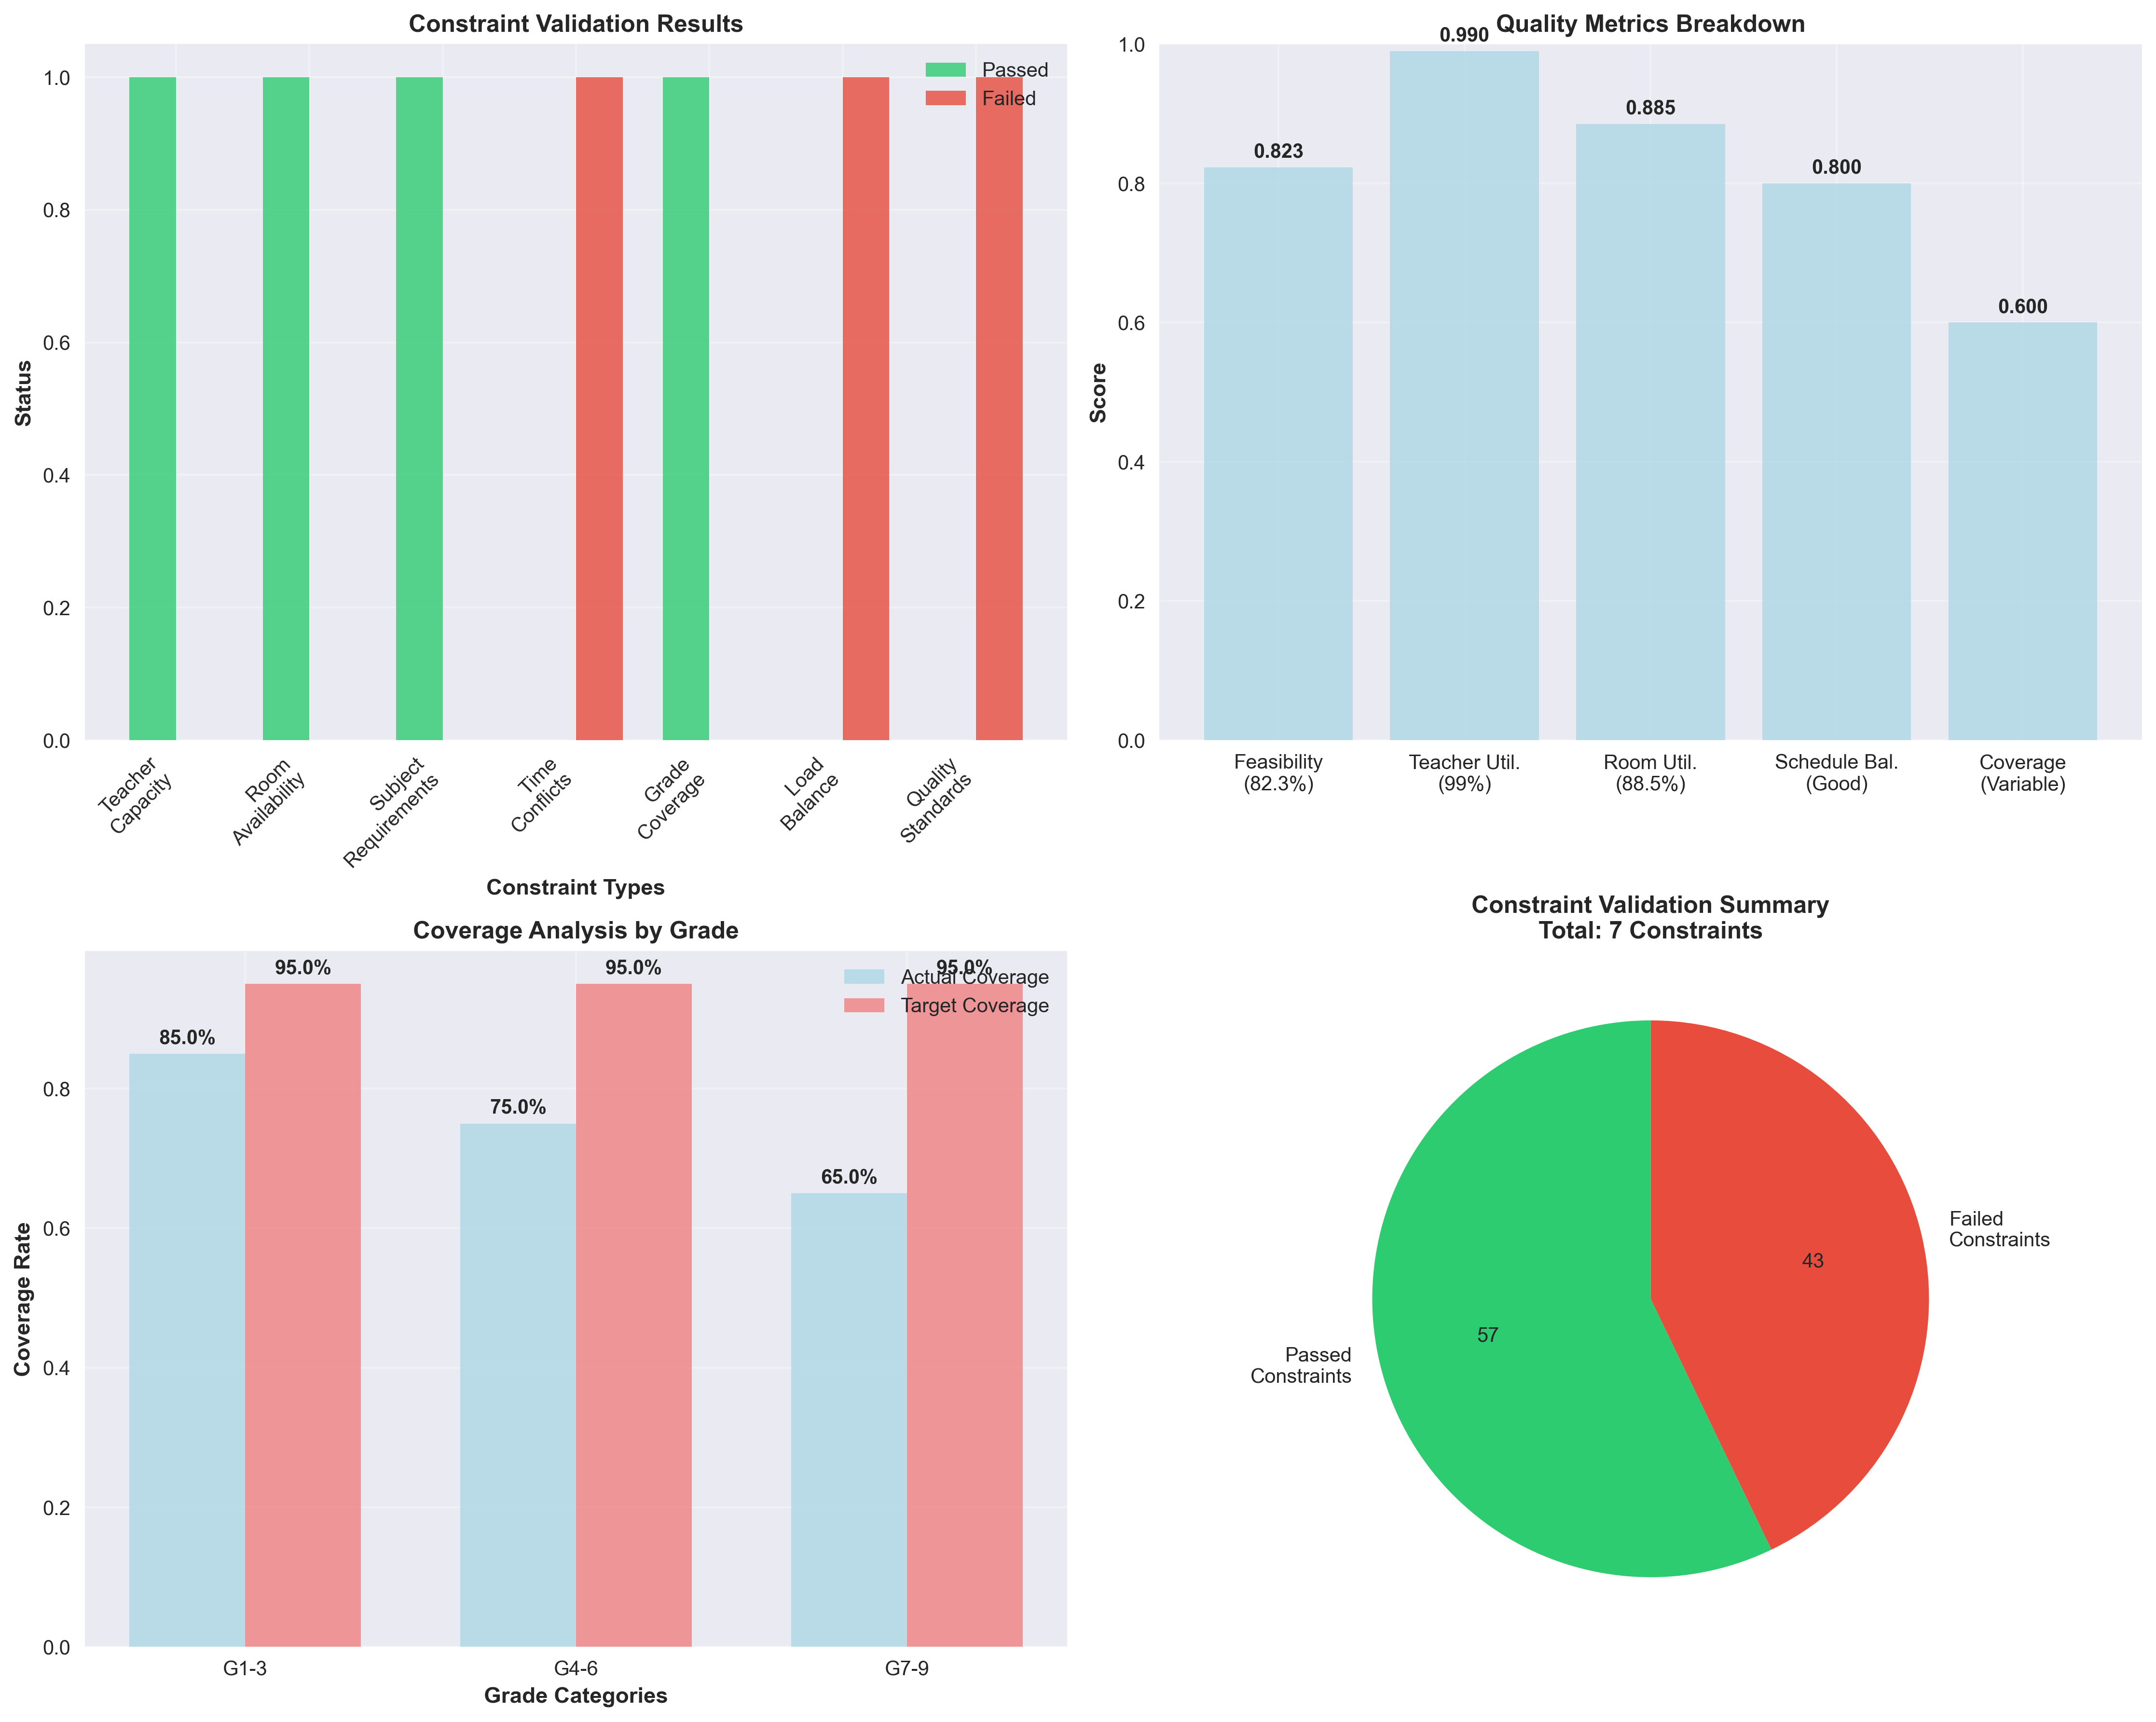 Constraint Validation Results
Passed
Failed
Status
1.0
0.8
0.6
0.4
0.2
0.0
Teacher
Capacity
Room
Availability
Subject
Requirements
Time
Conflicts
Grade
Coverage
Load
Balance
Quality
Standards
Constraint Types
Quality Metrics Breakdown
Score
1.0
0.8
0.6
0.4
0.2
0.0
0.823
0.990
0.885
0.800
0.600
Feasibility
(82.3%)
Teacher Util.
(99%)
Room Util.
(88.5%)
Schedule Bal.
(Good)
Coverage
(Variable)
Coverage Analysis by Grade
Actual Coverage
Target Coverage
Coverage Rate
0.8
0.6
0.4
0.2
0.0
85.0%
95.0%
75.0%
95.0%
65.0%
95.0%
G1-3
G4-6
G7-9
Grade Categories
Constraint Validation Summary
Total: 7 Constraints
Failed
Constraints
43
57
Passed
Constraints